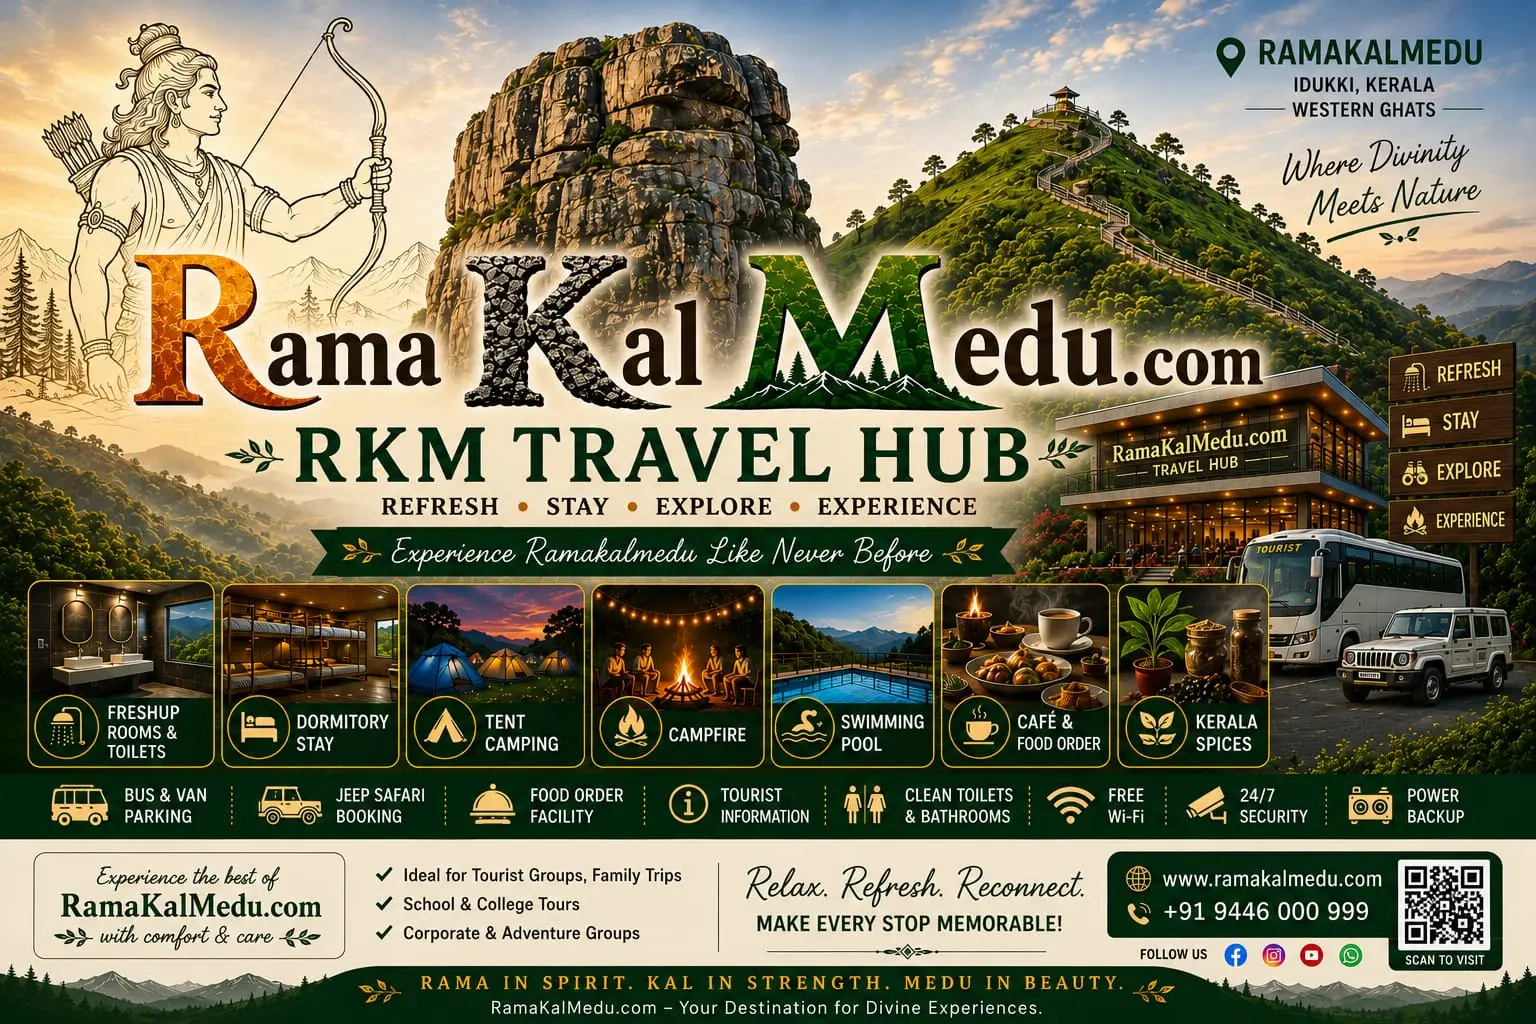 RAMAKALMEDU
IDUKKI, KERALA
WESTERN GHATS
Where Divinity
Meets Nature
Rama Kal Medu.com
RKM TRAVEL HUB
REFRESH • STAY • EXPLORE • EXPERIENCE
Experience Ramakalmedu Like Never Before
RamaKalMedu.com
TRAVEL HUB
REFRESH
STAY
EXPLORE
EXPERIENCE
TOURIST
FRESHUP
ROOMS &
TOILETS
DORMITORY
STAY
TENT
CAMPING
CAMPFIRE
SWIMMING
POOL
CAFÉ &
FOOD ORDER
KERALA
SPICES
BUS & VAN
PARKING
JEEP SAFARI
BOOKING
FOOD ORDER
FACILITY
TOURIST
INFORMATION
CLEAN TOILETS
& BATHROOMS
FREE
Wi-Fi
24/7
SECURITY
POWER
BACKUP
Experience the best of
RamaKalMedu.com
with comfort & care
Ideal for Tourist Groups, Family Trips
School & College Tours
Corporate & Adventure Groups
Relax. Refresh. Reconnect.
MAKE EVERY STOP MEMORABLE!
www.ramakalmedu.com
+91 9446 000 999
FOLLOW US
SCAN TO VISIT
RAMA IN SPIRIT. KAL IN STRENGTH. MEDU IN BEAUTY.
RamaKalMedu.com – Your Destination for Divine Experiences.